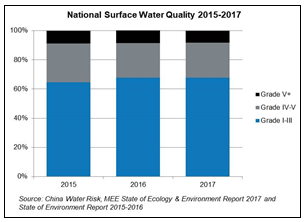 National Surface Water Quality 2015-2017
100%
80%
60%
40%
20%
0%
Grade V+
Grade IV-V
Grade I-III
2015
2016
2017
Source: China Water Risk, MEE State of Ecology & Environment Report 2017 and
State of Environment Report 2015-2016